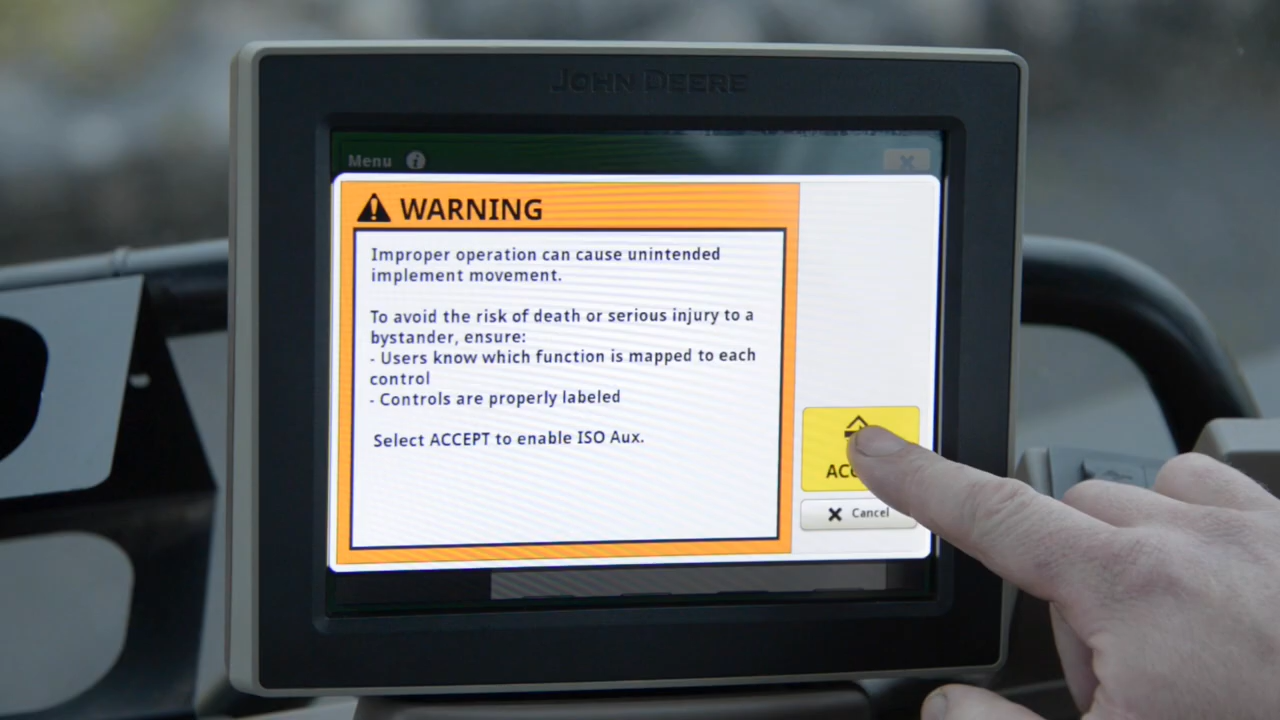 JOHN DEERE
Menu
WARNING
Improper operation can cause unintended
implement movement.
To avoid the risk of death or serious injury to a
bystander, ensure:
- Users know which function is mapped to each
control
- Controls are properly labeled
Select ACCEPT to enable ISO Aux.
Cancel